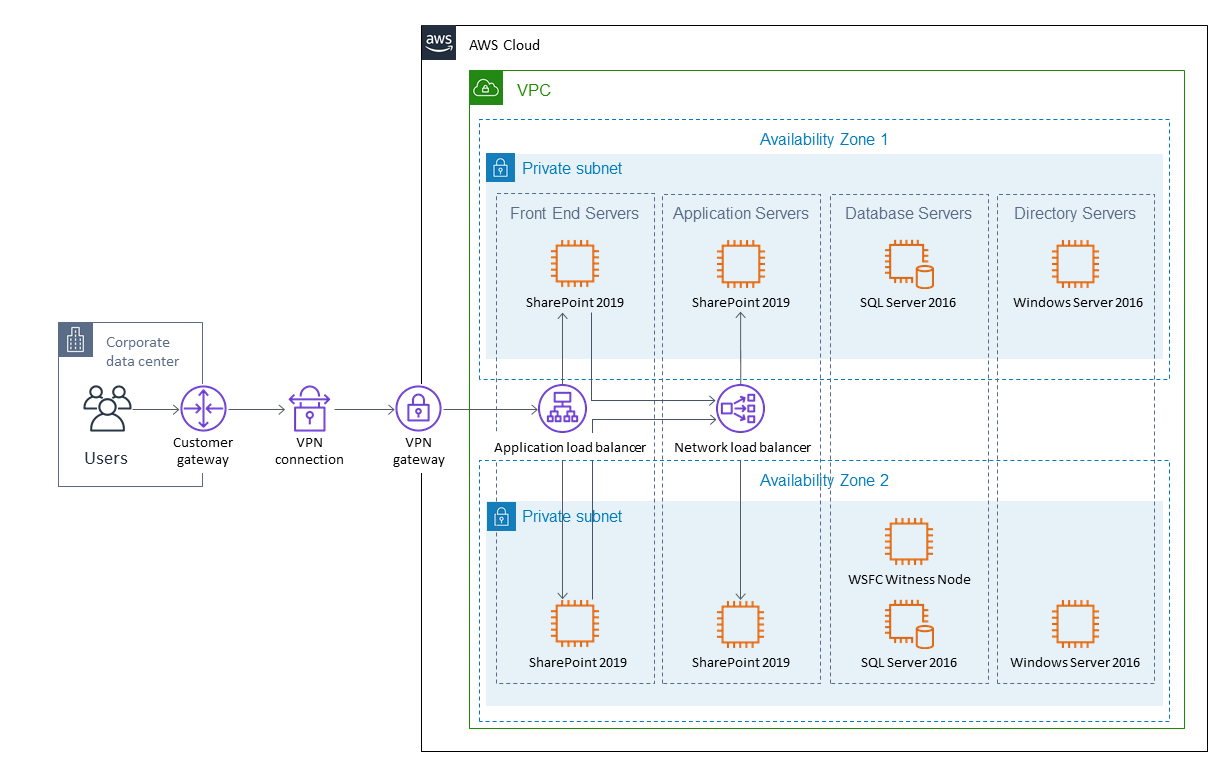 aws
AWS Cloud
VPC
Availability Zone 1
Private subnet
Front End Servers
Application Servers
Database Servers
Directory Servers
SharePoint 2019
SharePoint 2019
SQL Server 2016
Windows Server 2016
Corporate
data center
Users
Customer
gateway
VPN
connection
VPN
gateway
Application load balancer
Network load balancer
Availability Zone 2
Private subnet
WSFC Witness Node
SharePoint 2019
SharePoint 2019
SQL Server 2016
Windows Server 2016